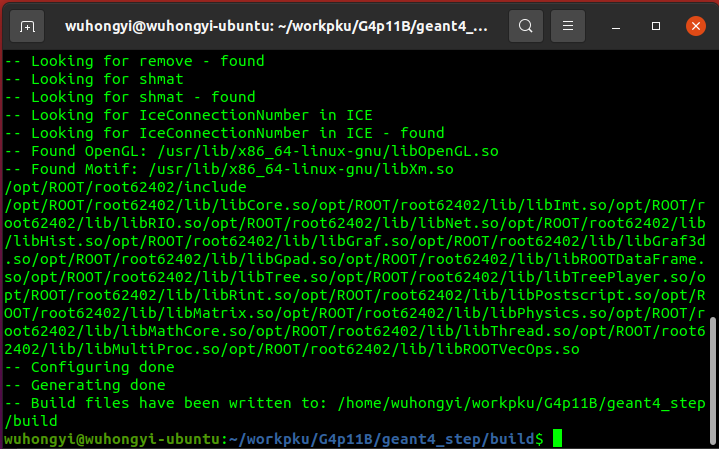 wuhongyi@wuhongyi-ubuntu: ~/workpku/G4p11B/geant4_...
-- Looking for remove - found
-- Looking for shmat
-- Looking for shmat - found
-- Looking for IceConnectionNumber in ICE
-- Looking for IceConnectionNumber in ICE - found
-- Found OpenGL: /usr/lib/x86_64-linux-gnu/libOpenGL.so
-- Found Motif: /usr/lib/x86_64-linux-gnu/libXm.so
/opt/ROOT/root62402/include
/opt/ROOT/root62402/lib/libCore.so/opt/ROOT/root62402/lib/libImt.so/opt/ROOT/r
oot62402/lib/libRIO.so/opt/ROOT/root62402/lib/libNet.so/opt/ROOT/root62402/lib
/libHist.so/opt/ROOT/root62402/lib/libGraf.so/opt/ROOT/root62402/lib/libGraf3d
.so/opt/ROOT/root62402/lib/libGpad.so/opt/ROOT/root62402/lib/libROOTDataFrame.
so/opt/ROOT/root62402/lib/libTree.so/opt/ROOT/root62402/lib/libTreePlayer.so/o
pt/ROOT/root62402/lib/libRint.so/opt/ROOT/root62402/lib/libPostscript.so/opt/R
OOT/root62402/lib/libMatrix.so/opt/ROOT/root62402/lib/libPhysics.so/opt/ROOT/r
oot62402/lib/libMathCore.so/opt/ROOT/root62402/lib/libThread.so/opt/ROOT/root6
2402/lib/libMultiProc.so/opt/ROOT/root62402/lib/libROOTVecOps.so
-- Configuring done
-- Generating done
-- Build files have been written to: /home/wuhongyi/workpku/G4p11B/geant4_step
/build
wuhongyi@wuhongyi-ubuntu:~/workpku/G4p11B/geant4_step/build$